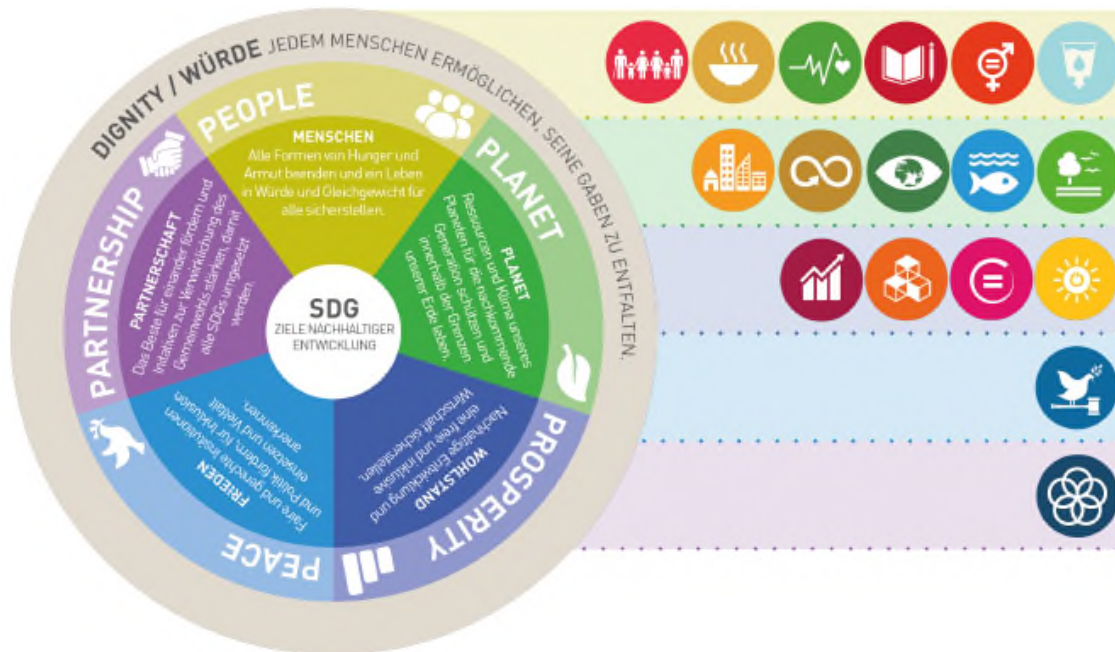 DIGNITY / WÜRDE JEDEM MENSCHEN ERMÖGLICHEN, SEINE GABEN ZU ENTFALTEN.
PEOPLE
MENSCHEN
Alle Formen von Hunger und
Armut beenden und ein Leben
in Würde und Gleichgewicht für
alle sicherstellen.
PLANET
PLANET
Ressourcen und Klima unseres
Planeten für die nachkommende
Generation schützen und
innerhalb der Grenzen
unserer Erde leben.
PROSPERITY
WOHLSTAND
Nachhaltige Entwicklung und
eine freie und inklusive
Wirtschaft sicherstellen.
PEACE
FRIEDEN
Faire und gerechte Institutionen
und Politik fördern, für Inklusion
einsetzen und Vielfalt
anerkennen.
PARTNERSHIP
PARTNERSCHAFT
Das Beste für einander fördern und
Initiativen zur Verwirklichung des
Gemeinwohls stärken, damit
alle SDGs umgesetzt
werden.
SDG
ZIELE NACHHALTIGER
ENTWICKLUNG